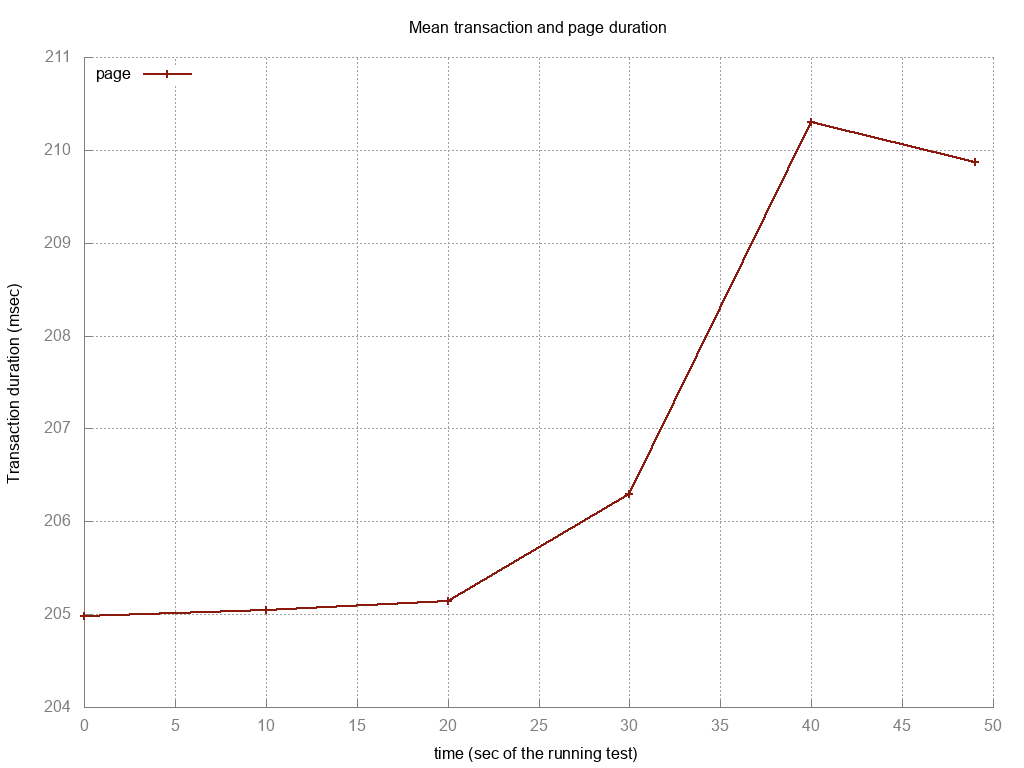 Mean transaction and page duration
211
page
210
209
208
207
206
205
204
Transaction duration (msec)
0 5 10 15 20 25 30 35 40 45 50
time (sec of the running test)